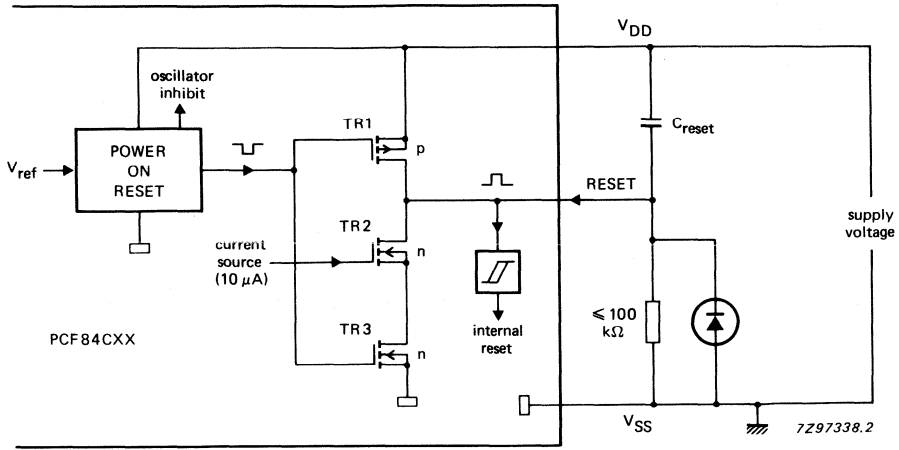 V_DD
oscillator
inhibit
TR1
C_reset
p
POWER
ON
RESET
V_ref
RESET
supply
voltage
TR2
current
source
(10 μA)
n
≤ 100
kΩ
internal
reset
TR3
n
PCF84CXX
V_SS
7Z97338.2